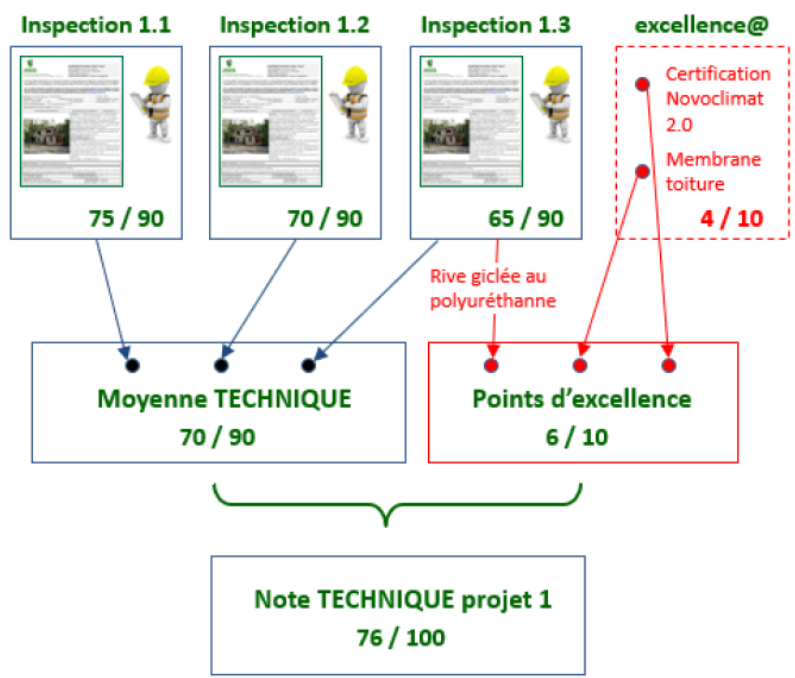 Inspection 1.1
Inspection 1.2
Inspection 1.3
excellence@
75 / 90
70 / 90
65 / 90
Certification
Novoclimat
2.0
Membrane
toiture
4 / 10
Rive giclée au
polyuréthanne
Moyenne TECHNIQUE
70 / 90
Points d’excellence
6 / 10
Note TECHNIQUE projet 1
76 / 100